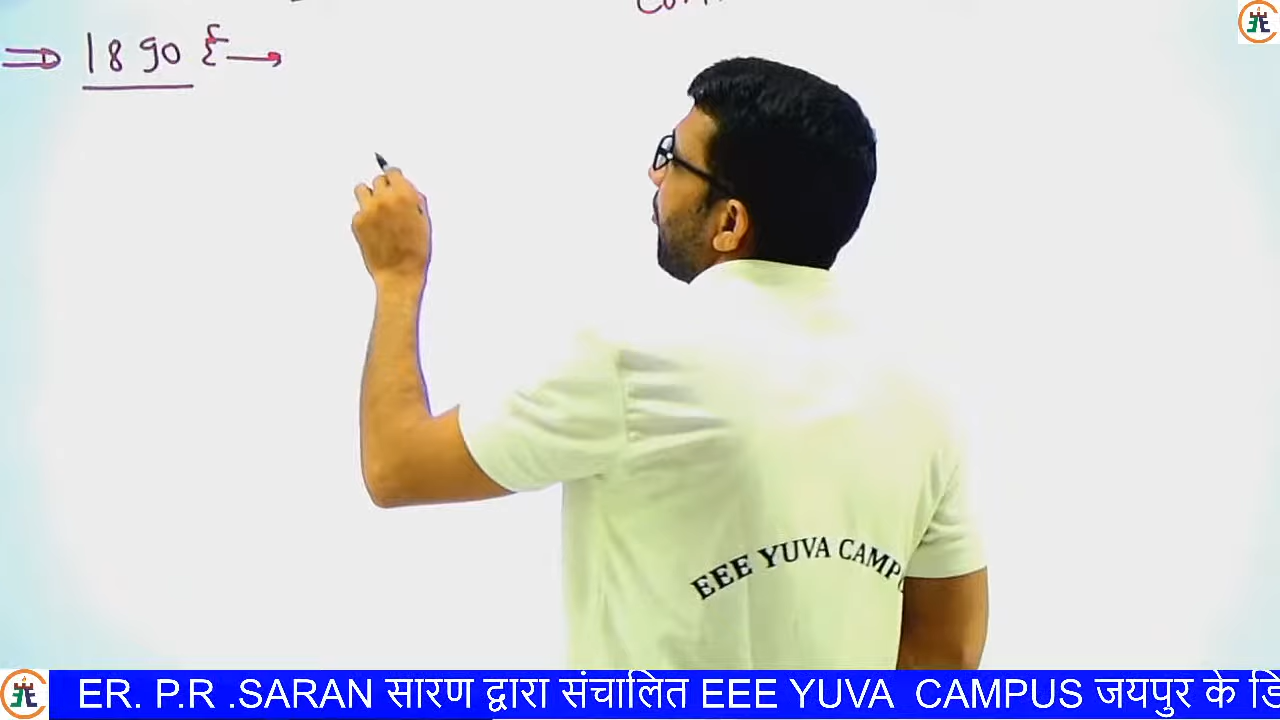 ⇒ 1890 ई →
EEE YUVA CAMP
ER. P.R .SARAN सारण द्वारा संचालित EEE YUVA CAMPUS जयपुर के डि